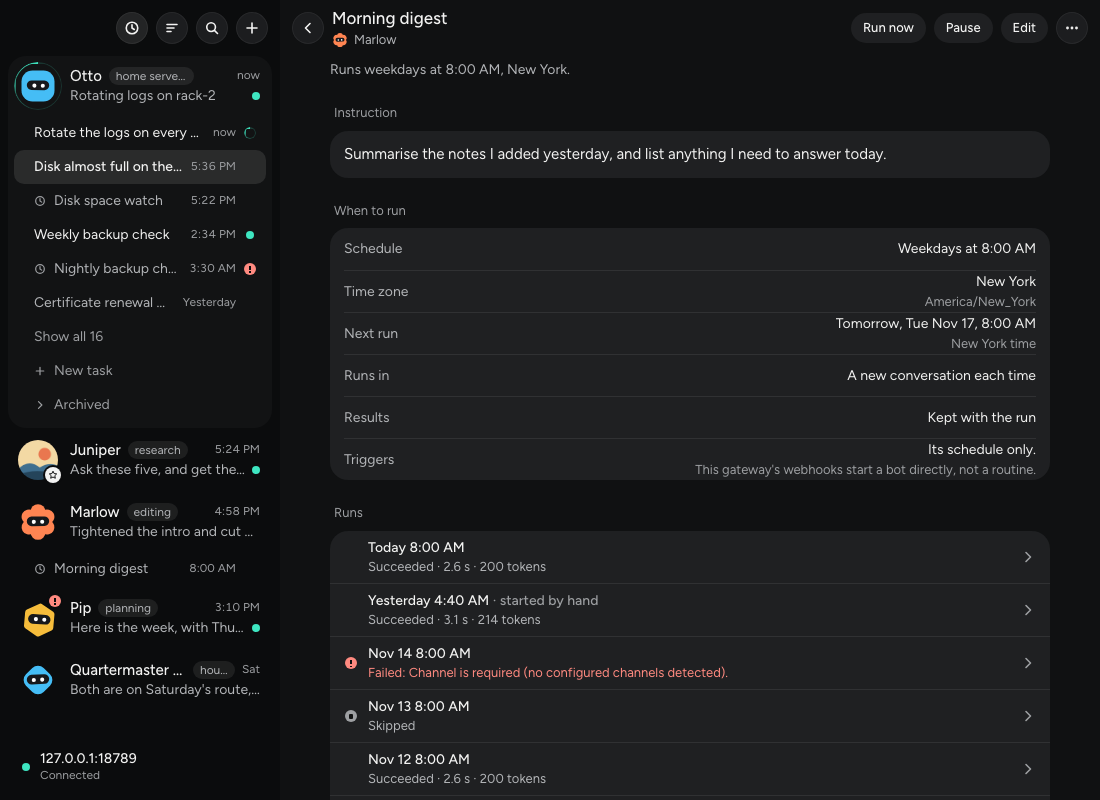 Otto home serve... now
Rotating logs on rack-2
Rotate the logs on every ... now
Disk almost full on the... 5:36 PM
Disk space watch 5:22 PM
Weekly backup check 2:34 PM
Nightly backup ch... 3:30 AM
Certificate renewal ... Yesterday
Show all 16
New task
Archived
Juniper research 5:24 PM
Ask these five, and get the...
Marlow editing 4:58 PM
Tightened the intro and cut ...
Morning digest 8:00 AM
Pip planning 3:10 PM
Here is the week, with Thu...
Quartermaster ... hou... Sat
Both are on Saturday's route,...
127.0.0.1:18789
Connected
Morning digest
Marlow
Run now Pause Edit
Runs weekdays at 8:00 AM, New York.
Instruction
Summarise the notes I added yesterday, and list anything I need to answer today.
When to run
Schedule Weekdays at 8:00 AM
Time zone New York
America/New_York
Next run Tomorrow, Tue Nov 17, 8:00 AM
New York time
Runs in A new conversation each time
Results Kept with the run
Triggers Its schedule only.
This gateway's webhooks start a bot directly, not a routine.
Runs
Today 8:00 AM
Succeeded · 2.6 s · 200 tokens
Yesterday 4:40 AM · started by hand
Succeeded · 3.1 s · 214 tokens
Nov 14 8:00 AM
Failed: Channel is required (no configured channels detected).
Nov 13 8:00 AM
Skipped
Nov 12 8:00 AM
Succeeded · 2.6 s · 200 tokens